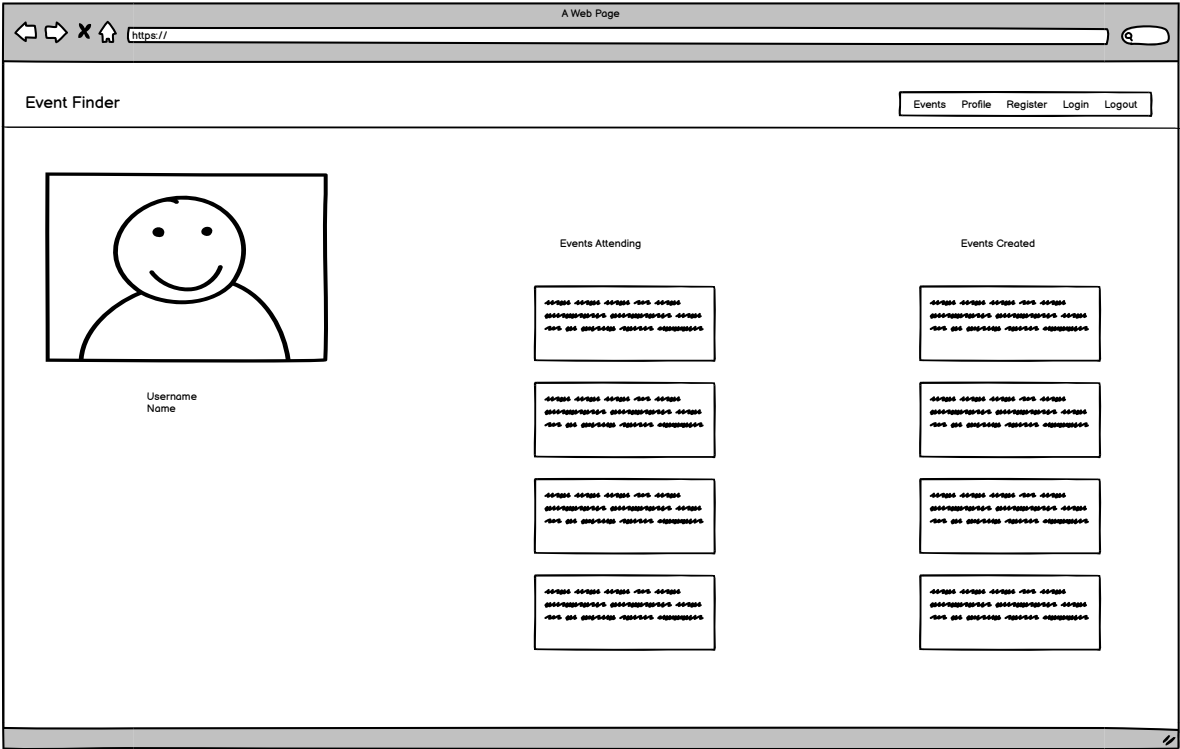 A Web Page
https://
Event Finder
Events Profile Register Login Logout
Events Attending
Events Created
Username
Name